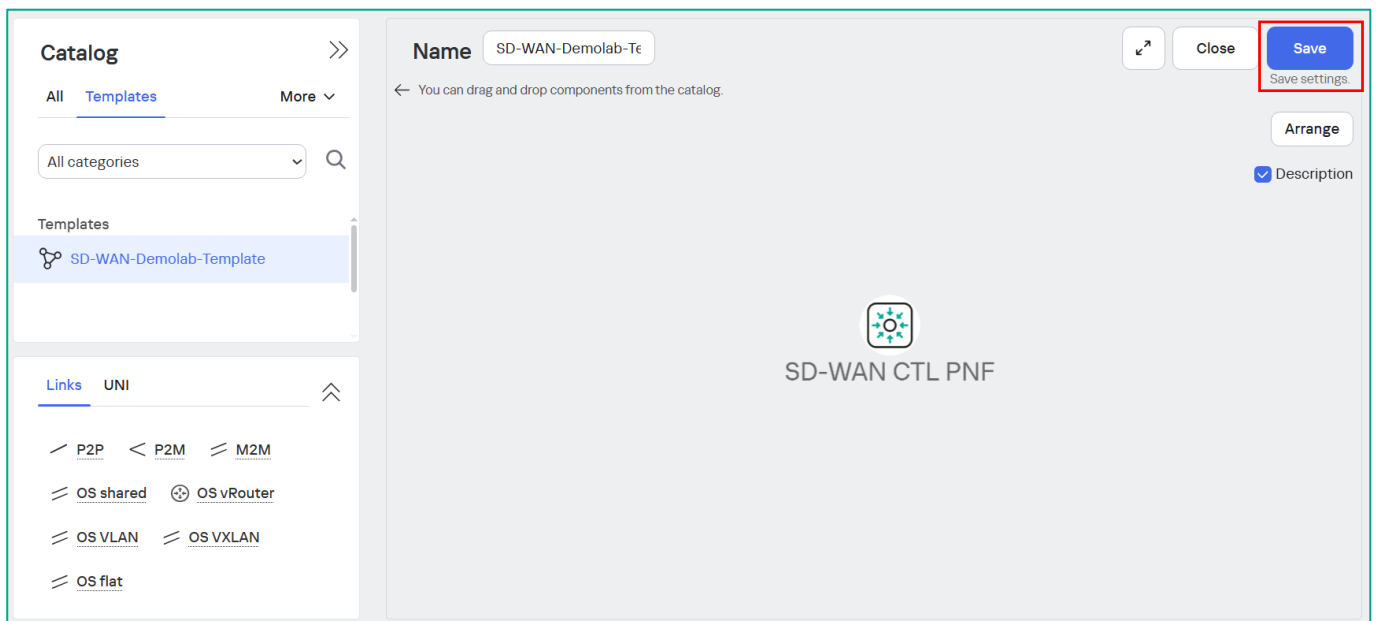 Catalog
All Templates More
All categories
Templates
SD-WAN-Demolab-Template
Links UNI
P2P P2M M2M
OS shared OS vRouter
OS VLAN OS VXLAN
OS flat
Name SD-WAN-Demolab-Te Close Save
Save settings.
You can drag and drop components from the catalog.
Arrange
Description
SD-WAN CTL PNF